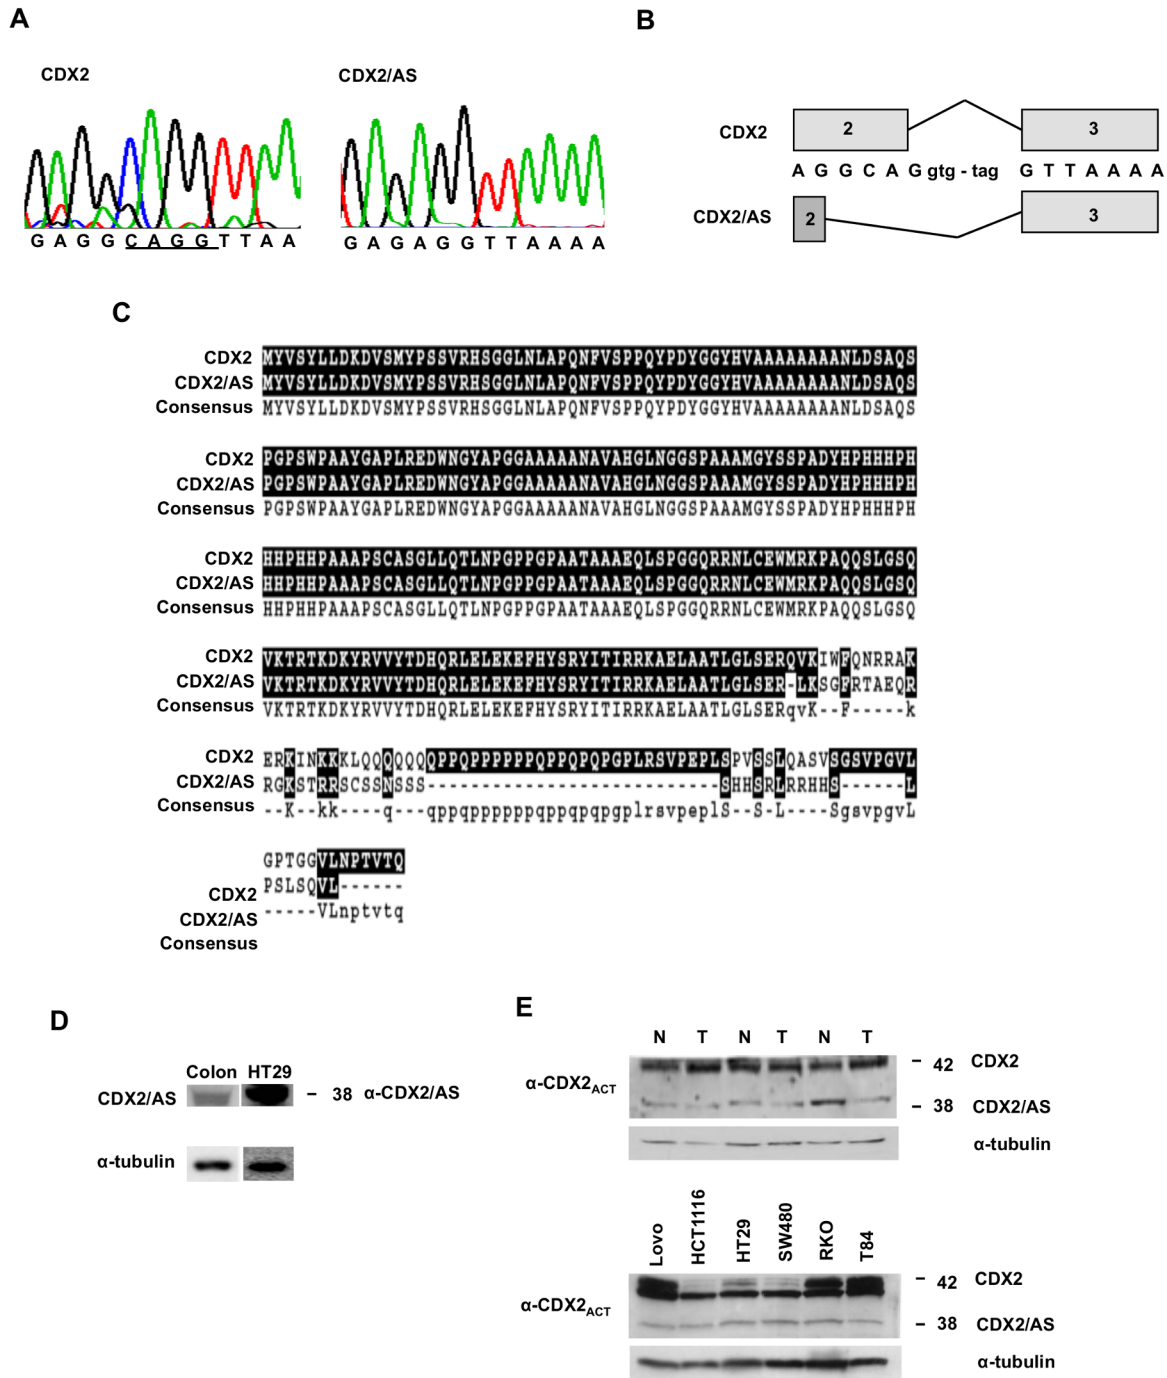 A
CDX2
CDX2/AS
G A G G C A G G T T A A
G A G A G G T T A A A A
B
CDX2
2
3
A G G C A G gtg - tag G T T A A A A
CDX2/AS
2
3
C
CDX2 MYVSYLLDKDVSMYPSSVRHSGGLNLAPQNFVSPPQYPDYGGYHVAAAAAAAANLDSAQS
CDX2/AS MYVSYLLDKDVSMYPSSVRHSGGLNLAPQNFVSPPQYPDYGGYHVAAAAAAAANLDSAQS
Consensus MYVSYLLDKDVSMYPSSVRHSGGLNLAPQNFVSPPQYPDYGGYHVAAAAAAAANLDSAQS
CDX2 PGPSWPAAYGAPLREDWNGYAPGGAAAAANAVAHGLNGGSPAAAMGYSSPADYHPHHHPH
CDX2/AS PGPSWPAAYGAPLREDWNGYAPGGAAAAANAVAHGLNGGSPAAAMGYSSPADYHPHHHPH
Consensus PGPSWPAAYGAPLREDWNGYAPGGAAAAANAVAHGLNGGSPAAAMGYSSPADYHPHHHPH
CDX2 HHPHHPAAAPSCASGLLQTLNPGPPGPAATAAAEQLSPGGQRRNLCEWMRKPAQQSLGSQ
CDX2/AS HHPHHPAAAPSCASGLLQTLNPGPPGPAATAAAEQLSPGGQRRNLCEWMRKPAQQSLGSQ
Consensus HHPHHPAAAPSCASGLLQTLNPGPPGPAATAAAEQLSPGGQRRNLCEWMRKPAQQSLGSQ
CDX2 VKTRTKDKYRVVYTDHQRLELEKEFHYSRYITIRRKAELAATLGLSERQVKIWFQNRRAK
CDX2/AS VKTRTKDKYRVVYTDHQRLELEKEFHYSRYITIRRKAELAATLGLSER-LKSGFRTAEQR
Consensus VKTRTKDKYRVVYTDHQRLELEKEFHYSRYITIRRKAELAATLGLSERqvK--F-----k
CDX2 ERKINKKKLQQQQQQQPPQPPPPPPQPPQPQPGPLRSVPEPLSPVSSLQASVSGSVPGVL
CDX2/AS RGKSTRRSCSSNSSS---------------------------SHHSRLRRHHS------L
Consensus --K--kk----q---qppqppppppqppqpqpgplrsvpeplS--S-L----SgsvpgvL
CDX2 GPTGGVLNPTVTQ
CDX2/AS PSLSQVL------
Consensus -----VLnptvtq
D
Colon HT29
CDX2/AS - 38 α-CDX2/AS
α-tubulin
E
N T N T N T
α-CDX2ACT
- 42 CDX2
- 38 CDX2/AS
α-tubulin
Lovo HCT1116 HT29 SW480 RKO T84
α-CDX2ACT
- 42 CDX2
- 38 CDX2/AS
α-tubulin